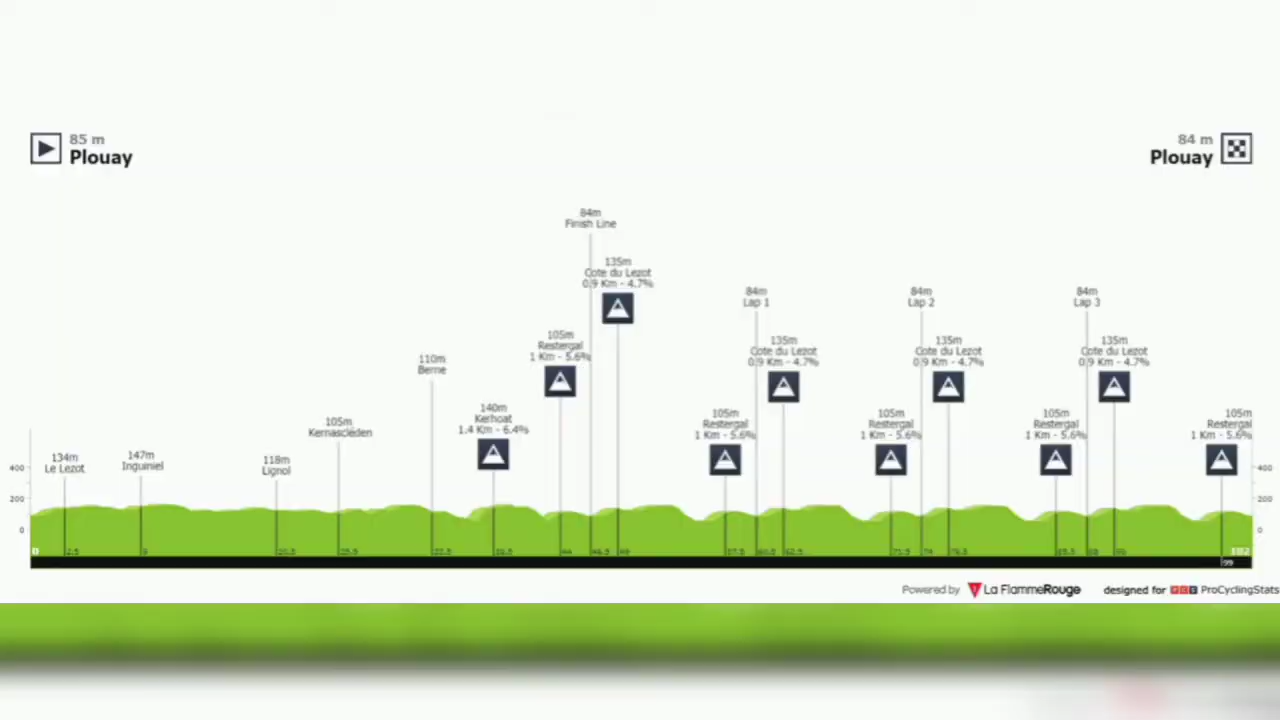 85 m
Plouay
84 m
Plouay
84m
Finish Line
135m
Cote du Lezot
0.9 Km - 4.7%
84m
Lap 1
84m
Lap 2
84m
Lap 3
105m
Restergal
1 Km - 5.6%
135m
Cote du Lezot
0.9 Km - 4.7%
135m
Cote du Lezot
0.9 Km - 4.7%
135m
Cote du Lezot
0.9 Km - 4.7%
110m
Berne
140m
Kerhoat
1.4 Km - 6.4%
105m
Restergal
1 Km - 5.6%
105m
Restergal
1 Km - 5.6%
105m
Restergal
1 Km - 5.6%
105m
Restergal
1 Km - 5.6%
105m
Kernascléden
134m
Le Lezot
147m
Inguiniel
118m
Lignol
400
200
0
400
200
0
44
74
99
102
Powered by La FlammeRouge designed for PCS ProCyclingStats